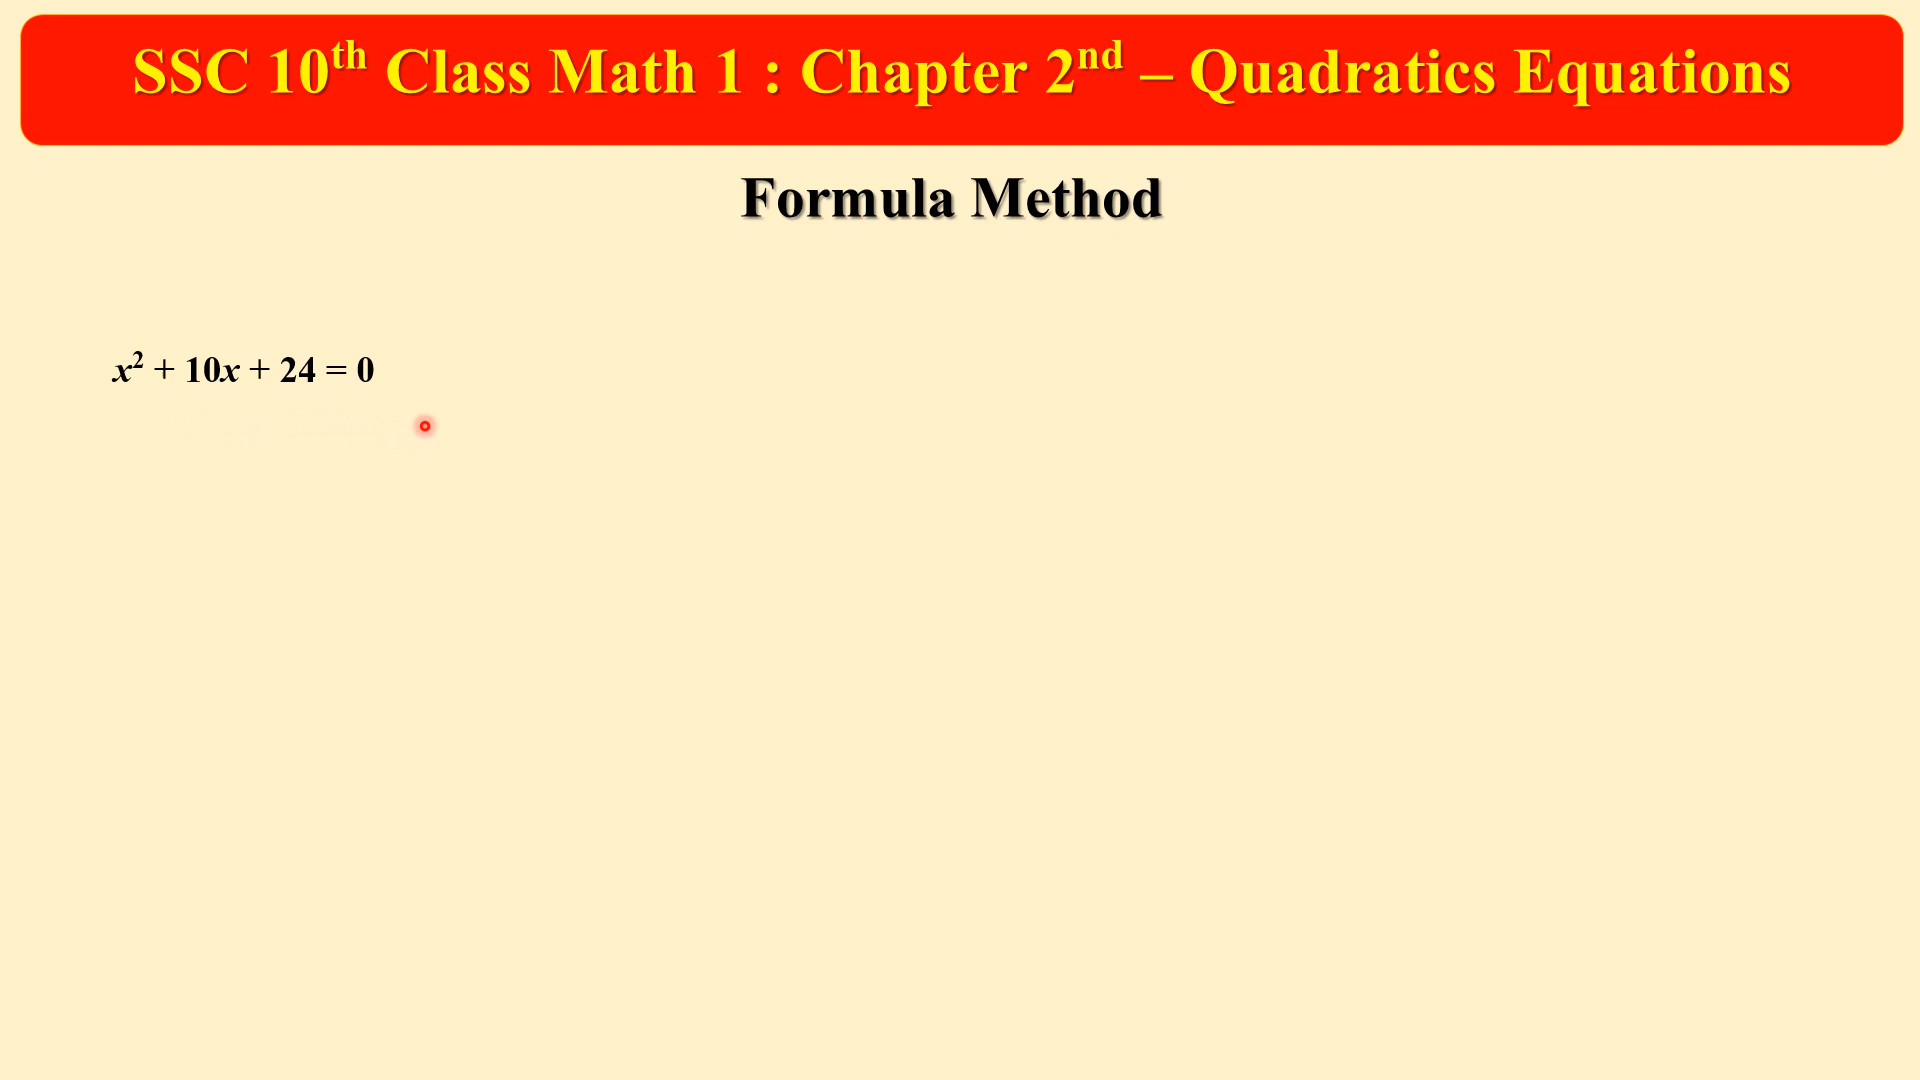 SSC 10th Class Math 1 : Chapter 2nd – Quadratics Equations
Formula Method
x² + 10x + 24 = 0